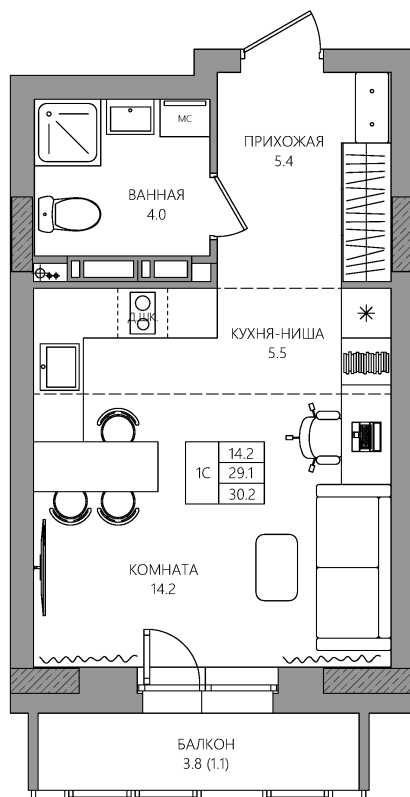 МС
ПРИХОЖАЯ
5.4
ВАННАЯ
4.0
Д.ШК.
КУХНЯ-НИША
5.5
1С
14.2
29.1
30.2
КОМНАТА
14.2
БАЛКОН
3.8 (1.1)